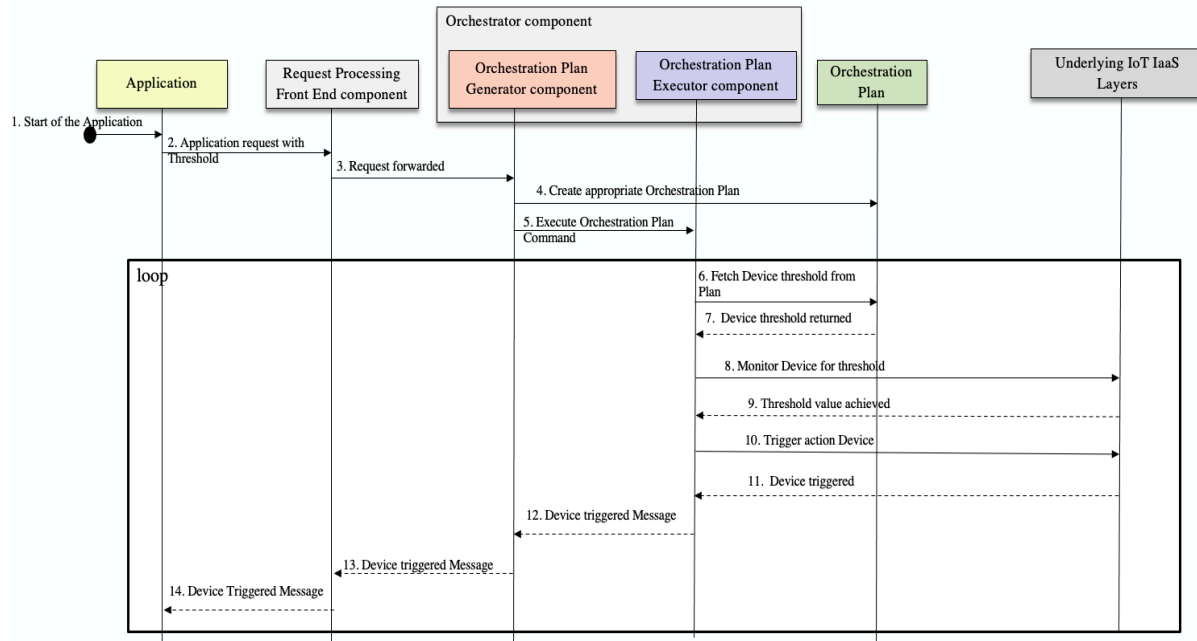 Orchestrator component
Application
Request Processing
Front End component
Orchestration Plan
Generator component
Orchestration Plan
Executor component
Orchestration
Plan
Underlying IoT IaaS
Layers
1. Start of the Application
2. Application request with
Threshold
3. Request forwarded
4. Create appropriate Orchestration Plan
5. Execute Orchestration Plan
Command
loop
6. Fetch Device threshold from
Plan
7.  Device threshold returned
8. Monitor Device for threshold
9. Threshold value achieved
10. Trigger action Device
11.  Device triggered
12. Device triggered Message
13. Device triggered Message
14. Device Triggered Message